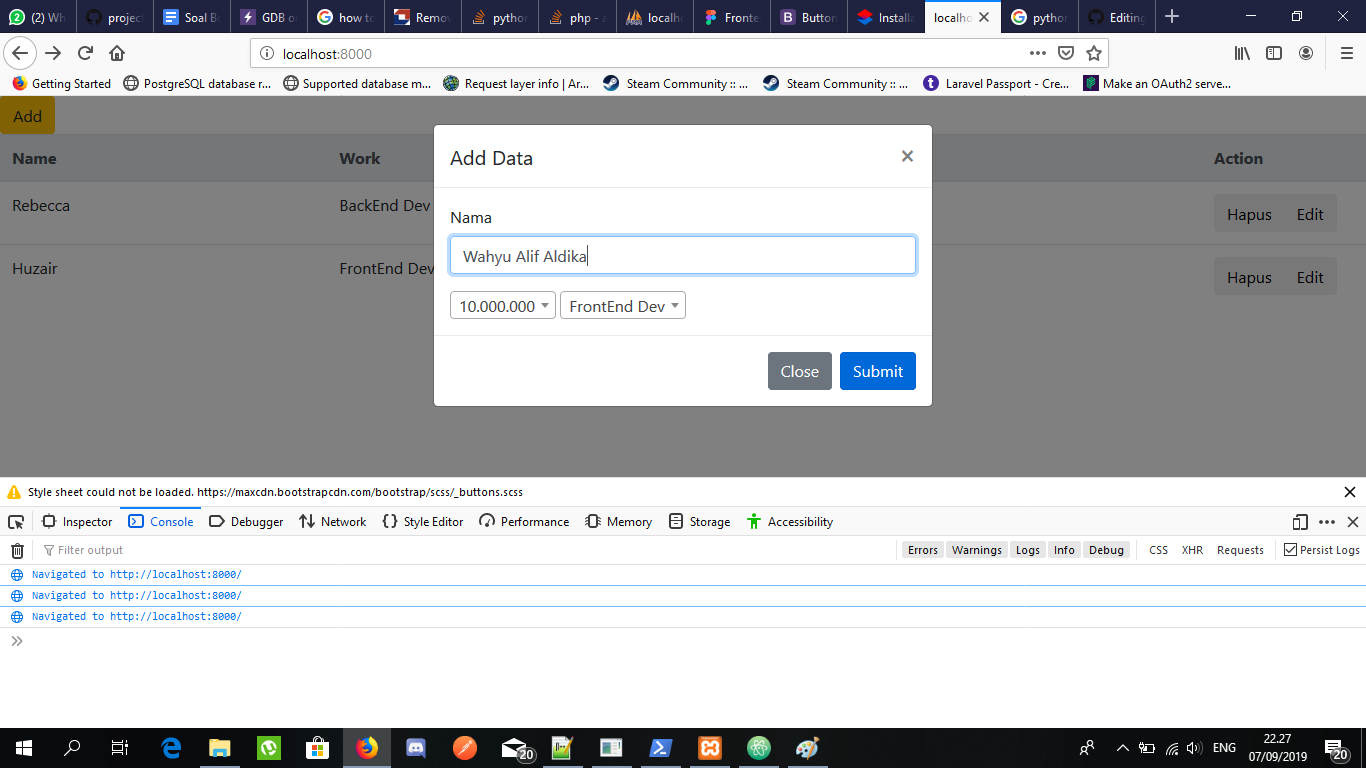 (2) Wh
project
Soal B
GDB o
how to
Remov
python
php - a
localho
Fronte
Button
Installa
localho
python
Editing
localhost:8000
Getting Started
PostgreSQL database r...
Supported database m...
Request layer info | Ar...
Steam Community :: ...
Steam Community :: ...
Laravel Passport - Cre...
Make an OAuth2 serve...
Add
Name Work Action
Rebecca BackEnd Dev Hapus Edit
Huzair FrontEnd Dev Hapus Edit
Add Data ×
Nama
Wahyu Alif Aldika
10.000.000 FrontEnd Dev
Close Submit
Style sheet could not be loaded. https://maxcdn.bootstrapcdn.com/bootstrap/scss/_buttons.scss
Inspector Console Debugger Network Style Editor Performance Memory Storage Accessibility
Filter output Errors Warnings Logs Info Debug CSS XHR Requests Persist Logs
Navigated to http://localhost:8000/
Navigated to http://localhost:8000/
Navigated to http://localhost:8000/
20
ENG
22.27
07/09/2019
20